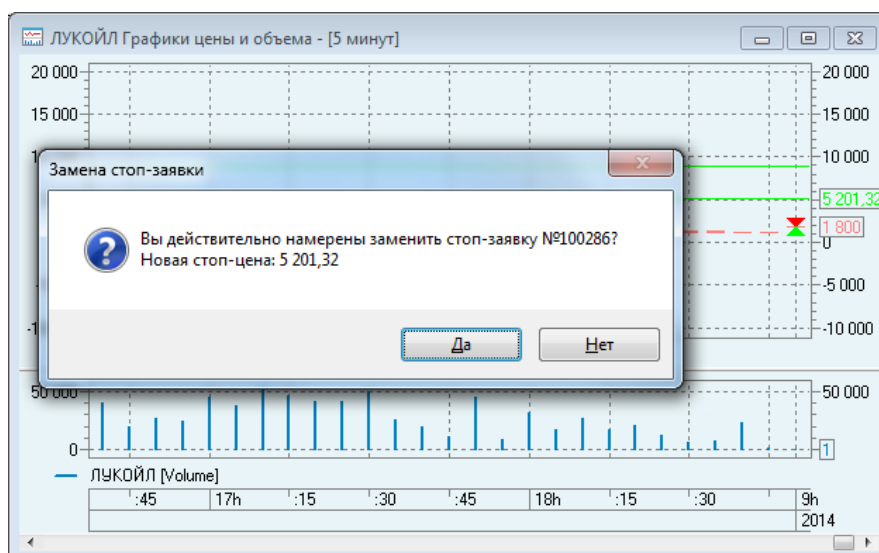 ЛУКОЙЛ Графики цены и объема - [5 минут]
20 000 20 000
15 000 15 000
10 000
Замена стоп-заявки
5 201,32
Вы действительно намерены заменить стоп-заявку №100286?
1 800
Новая стоп-цена: 5 201,32
0
-5 000
-10 000
Да Нет
50 000 50 000
0 1
ЛУКОЙЛ [Volume]
:45 17h :15 :30 :45 18h :15 :30 9h
2014